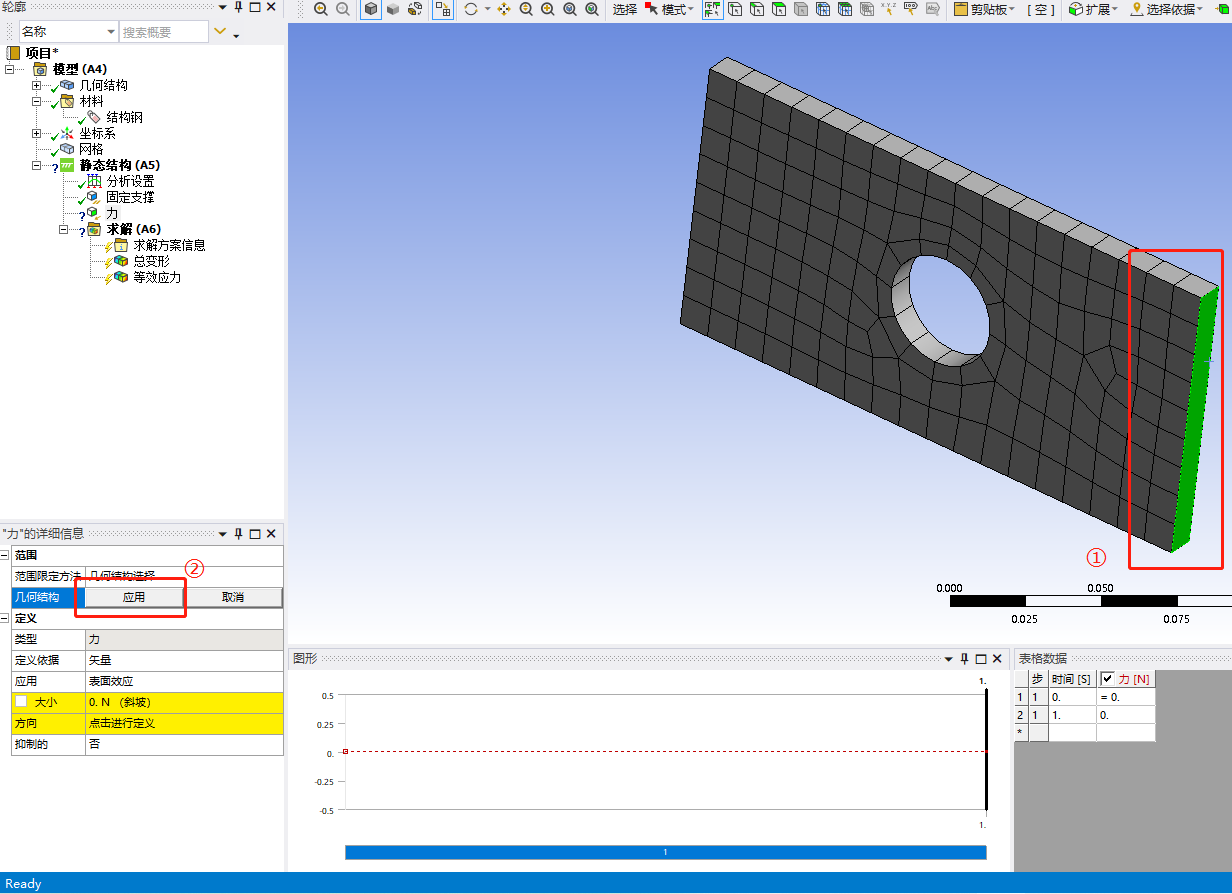 轮廓
名称 搜索概要
选择 模式 剪贴板 [ 空 ] 扩展 选择依据
项目*
模型 (A4)
几何结构
材料
结构钢
坐标系
网格
静态结构 (A5)
分析设置
固定支撑
力
求解 (A6)
求解方案信息
总变形
等效应力
①
0.000 0.050
0.025 0.075
"力"的详细信息
范围
范围限定方法 几何结构选择
②
几何结构 应用 取消
定义
类型 力
定义依据 矢量
应用 表面效应
大小 0. N (斜坡)
方向 点击进行定义
抑制的 否
图形
1.
0.5
0.25
0.
-0.25
-0.5
1.
1
表格数据
步 时间 [S] 力 [N]
1 1 0. = 0.
2 1 1. 0.
*
Ready